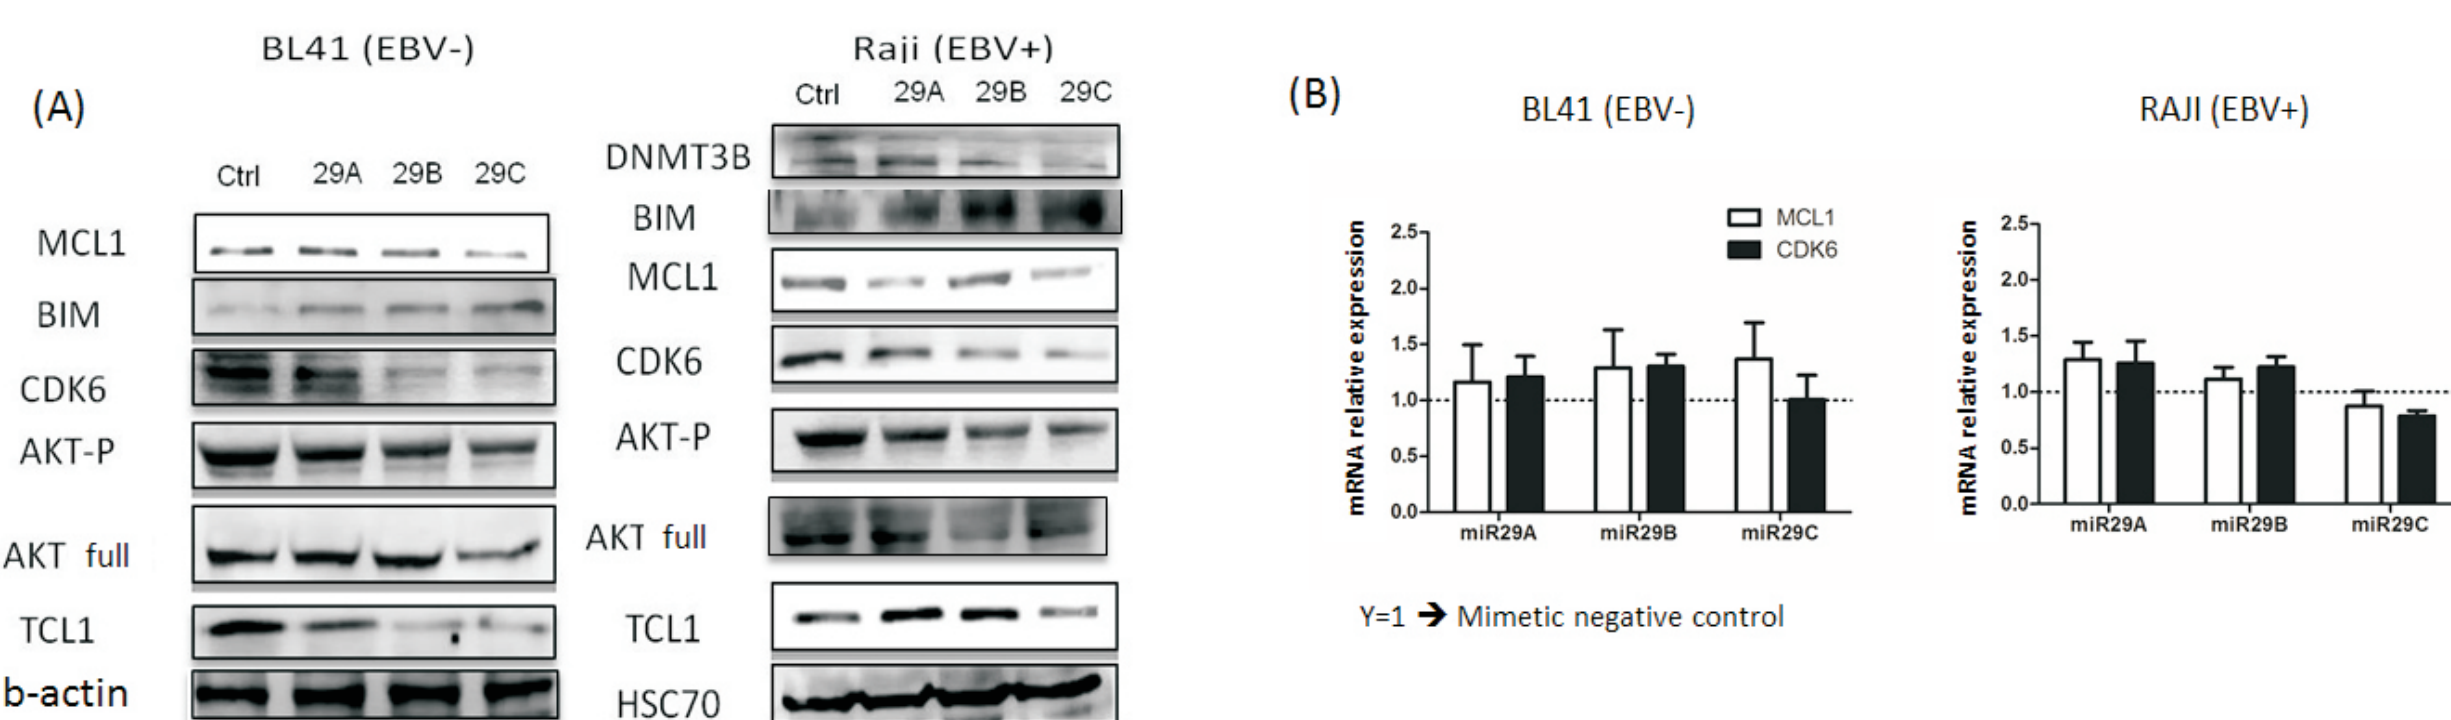 (A)
BL41 (EBV-)
Ctrl 29A 29B 29C
MCL1
BIM
CDK6
AKT-P
AKT full
TCL1
b-actin
Raji (EBV+)
Ctrl 29A 29B 29C
DNMT3B
BIM
MCL1
CDK6
AKT-P
AKT full
TCL1
HSC70
(B)
BL41 (EBV-)
MCL1
CDK6
mRNA relative expression
2.5
2.0
1.5
1.0
0.5
0.0
miR29A miR29B miR29C
Y=1 ➔ Mimetic negative control
RAJI (EBV+)
mRNA relative expression
2.5
2.0
1.5
1.0
0.5
0.0
miR29A miR29B miR29C